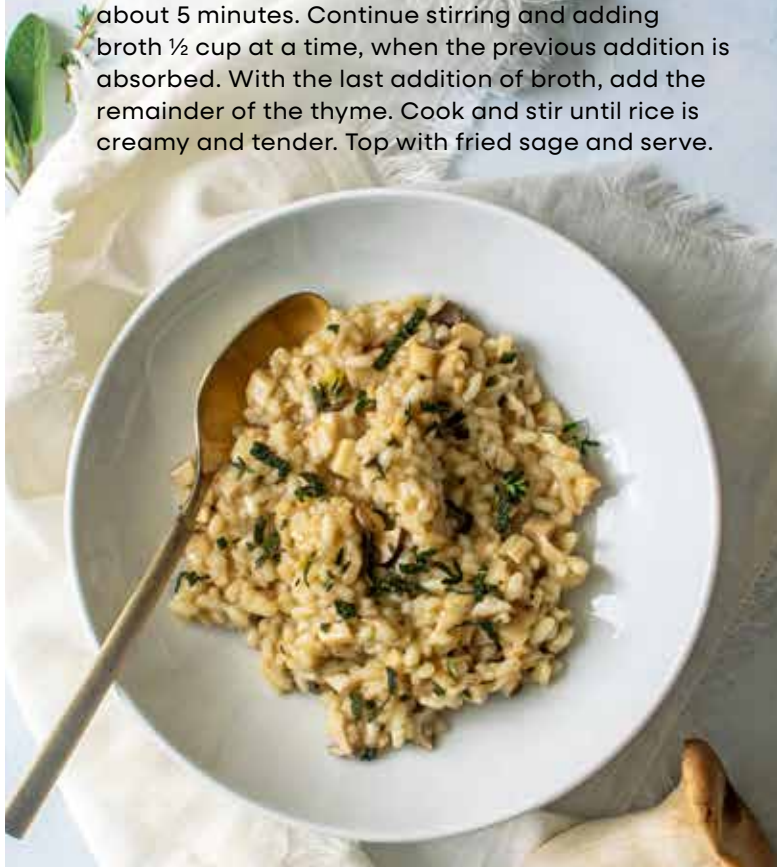 about 5 minutes. Continue stirring and adding
broth ½ cup at a time, when the previous addition is
absorbed. With the last addition of broth, add the
remainder of the thyme. Cook and stir until rice is
creamy and tender. Top with fried sage and serve.